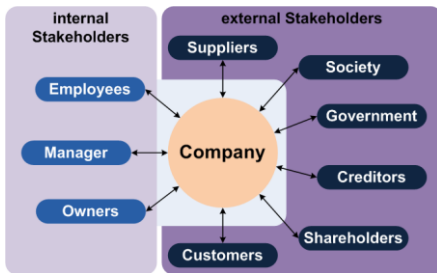 internal
Stakeholders
external Stakeholders
Suppliers
Society
Employees
Government
Manager
Company
Creditors
Owners
Shareholders
Customers